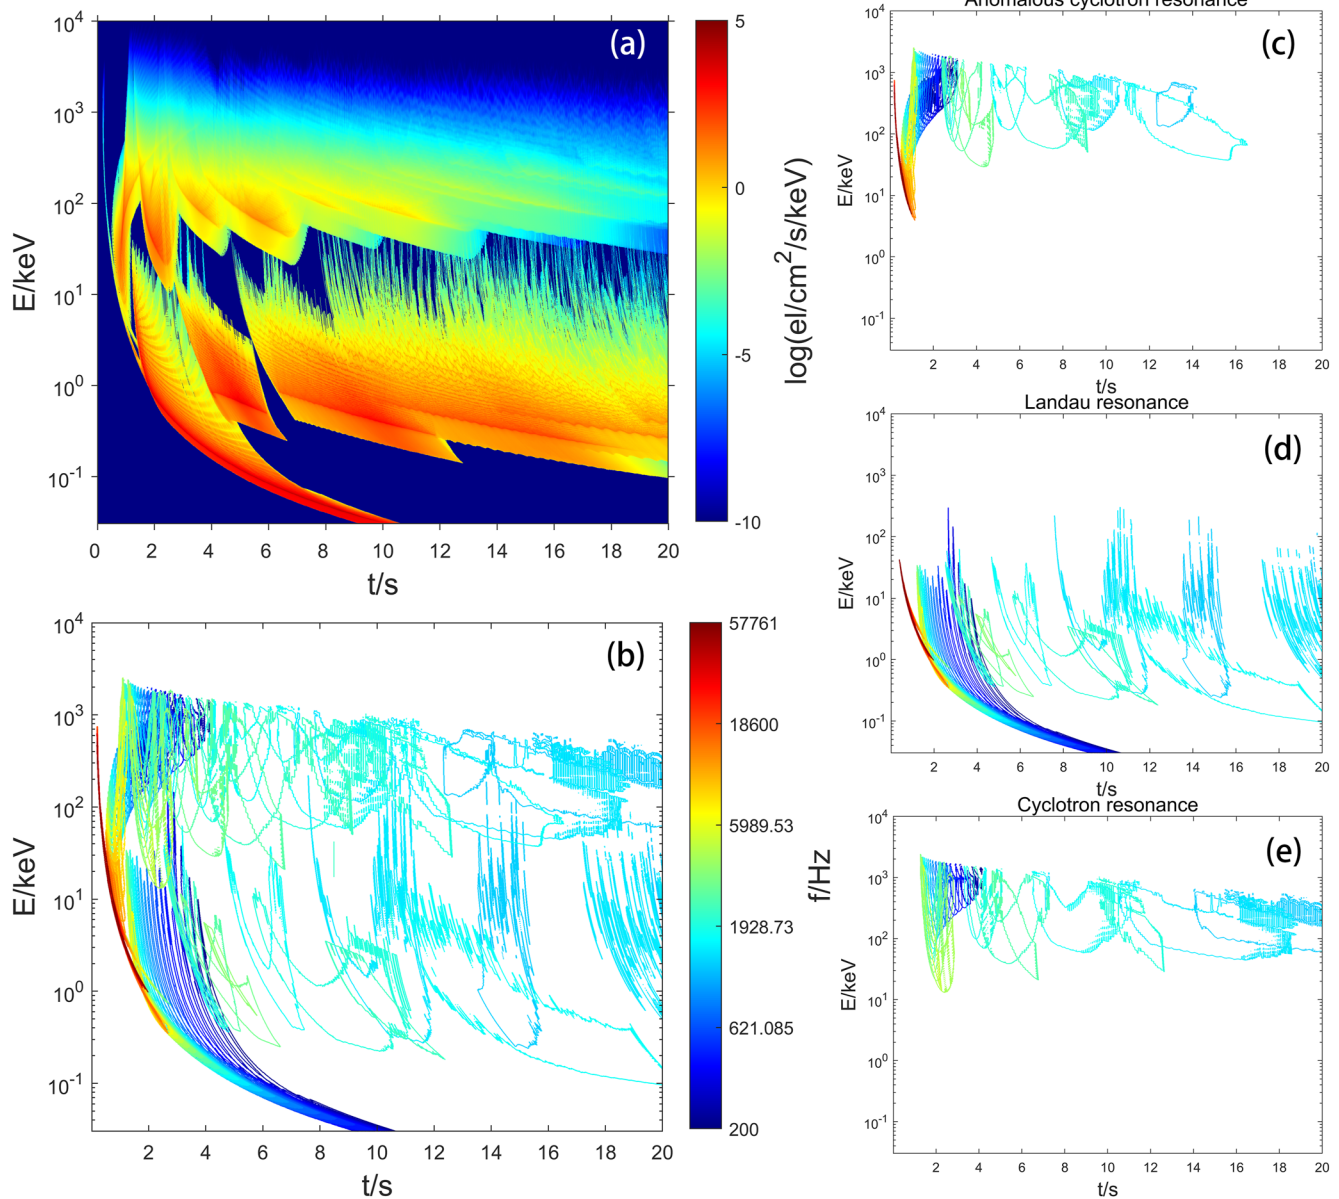 (a)
10^4
10^3
10^2
10^1
10^0
10^-1
E/keV
0 2 4 6 8 10 12 14 16 18 20
t/s
5
0
-5
-10
log(el/cm^2/s/keV)
(b)
10^4
10^3
10^2
10^1
10^0
10^-1
E/keV
2 4 6 8 10 12 14 16 18 20
t/s
57761
18600
5989.53
1928.73
621.085
200
f/Hz
Anomalous cyclotron resonance
(c)
10^4
10^3
10^2
10^1
10^0
10^-1
E/keV
2 4 6 8 10 12 14 16 18 20
t/s
Landau resonance
(d)
10^4
10^3
10^2
10^1
10^0
10^-1
E/keV
2 4 6 8 10 12 14 16 18 20
t/s
Cyclotron resonance
(e)
10^4
10^3
10^2
10^1
10^0
10^-1
E/keV
2 4 6 8 10 12 14 16 18 20
t/s